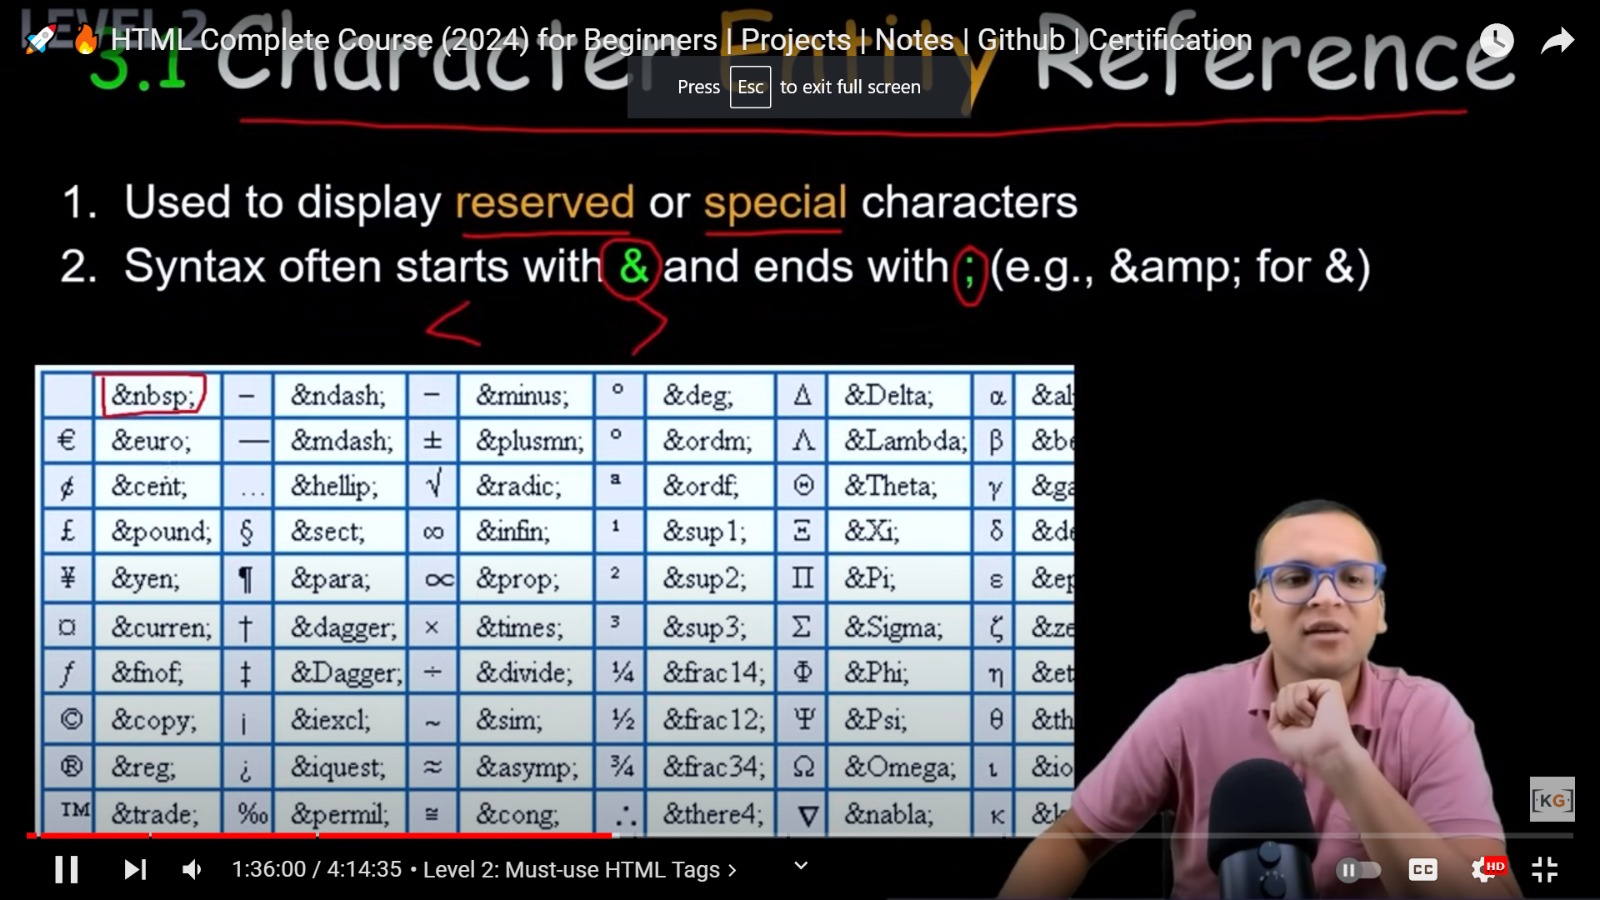 LEVEL 2
🚀 🔥 HTML Complete Course (2024) for Beginners | Projects | Notes | Github | Certification
3.1 Character Entity Reference
Press Esc to exit full screen
1. Used to display reserved or special characters
2. Syntax often starts with & and ends with ; (e.g., &amp; for &)
< >
&nbsp; – &ndash; − &minus; ° &deg; Δ &Delta; α &al
€ &euro; — &mdash; ± &plusmn; º &ordm; Λ &Lambda; β &be
¢ &cent; … &hellip; √ &radic; ª &ordf; Θ &Theta; γ &ga
£ &pound; § &sect; ∞ &infin; ¹ &sup1; Ξ &Xi; δ &de
¥ &yen; ¶ &para; ∝ &prop; ² &sup2; Π &Pi; ε &ep
¤ &curren; † &dagger; × &times; ³ &sup3; Σ &Sigma; ζ &ze
ƒ &fnof; ‡ &Dagger; ÷ &divide; ¼ &frac14; Φ &Phi; η &et
© &copy; ¡ &iexcl; ∼ &sim; ½ &frac12; Ψ &Psi; θ &th
® &reg; ¿ &iquest; ≈ &asymp; ¾ &frac34; Ω &Omega; ι &io
™ &trade; ‰ &permil; ≅ &cong; ∴ &there4; ∇ &nabla; κ &k
[KG]
1:36:00 / 4:14:35 • Level 2: Must-use HTML Tags >
CC HD